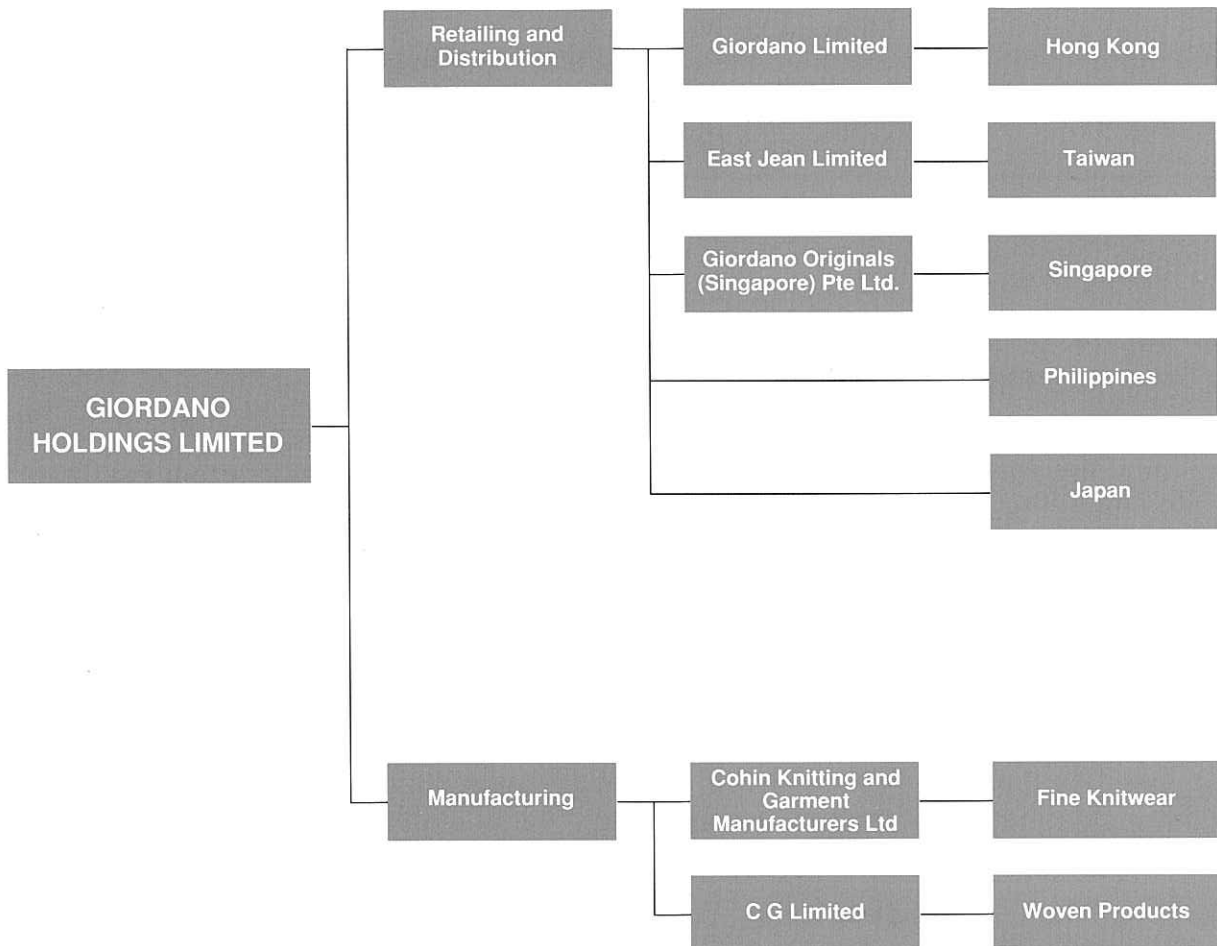 Retailing and
Distribution
Giordano Limited
Hong Kong
East Jean Limited
Taiwan
Giordano Originals
(Singapore) Pte Ltd.
Singapore
Philippines
GIORDANO
HOLDINGS LIMITED
Japan
Manufacturing
Cohin Knitting and
Garment
Manufacturers Ltd
Fine Knitwear
C G Limited
Woven Products